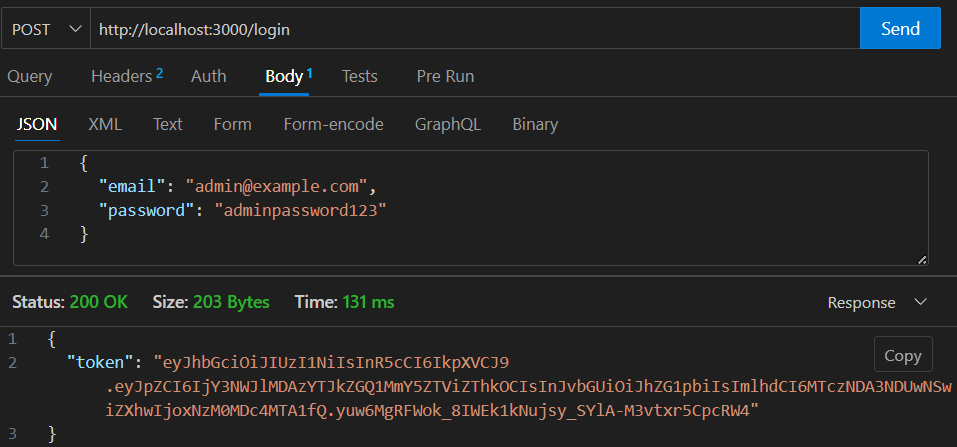 POST http://localhost:3000/login Send
Query Headers 2 Auth Body 1 Tests Pre Run
JSON XML Text Form Form-encode GraphQL Binary
1 {
2 "email": "admin@example.com",
3 "password": "adminpassword123"
4 }
Status: 200 OK Size: 203 Bytes Time: 131 ms Response
1 {
2 "token": "eyJhbGciOiJIUzI1NiIsInR5cCI6IkpXVCJ9
Copy
.eyJpZCI6IjY3NWJlMDAzYTJkZGQ1MmY5ZTViZThkOCIsInJvbGUiOiJhZG1pbiIsImlhdCI6MTczNDA3NDUwNSw
iZXhwIjoxNzM0MDc4MTA1fQ.yuw6MgRFWok_8IWEk1kNujsy_SYlA-M3vtxr5CpcRW4"
3 }